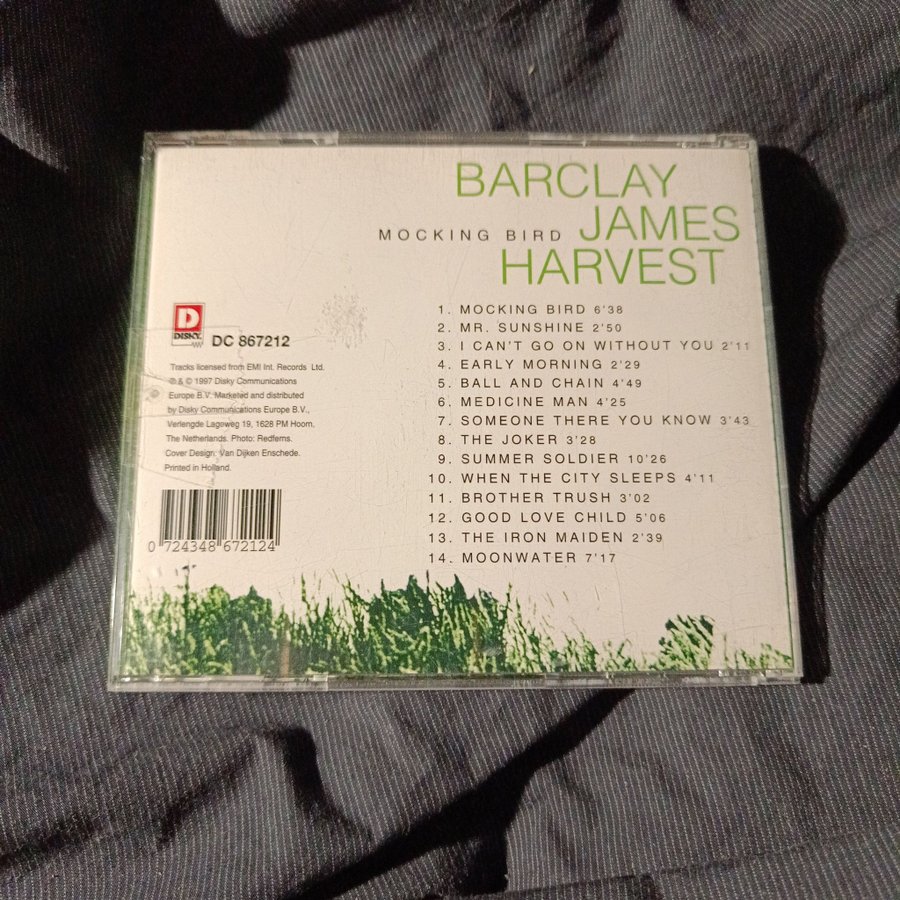 BARCLAY
MOCKING BIRD JAMES
HARVEST
1. MOCKING BIRD 6'38
2. MR. SUNSHINE 2'50
3. I CAN'T GO ON WITHOUT YOU 2'11
4. EARLY MORNING 2'29
5. BALL AND CHAIN 4'49
6. MEDICINE MAN 4'25
7. SOMEONE THERE YOU KNOW 3'43
8. THE JOKER 3'28
9. SUMMER SOLDIER 10'26
10. WHEN THE CITY SLEEPS 4'11
11. BROTHER TRUSH 3'02
12. GOOD LOVE CHILD 5'06
13. THE IRON MAIDEN 2'39
14. MOONWATER 7'17
D
DISKY
DC 867212
Tracks licensed from EMI Int. Records Ltd.
℗ & © 1997 Disky Communications
Europe B.V. Marketed and distributed
by Disky Communications Europe B.V.,
Verlengde Lageweg 19, 1628 PM Hoorn,
The Netherlands. Photo: Redferns.
Cover Design: Van Dijken Enschede.
Printed in Holland.
0 724348 672124